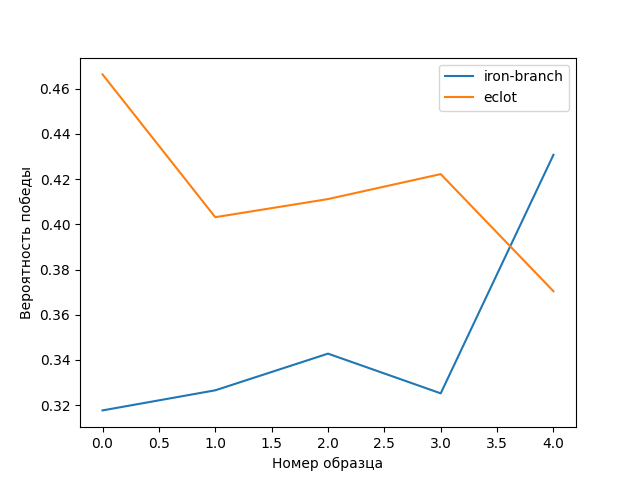 iron-branch
eclot
0.46
0.44
0.42
0.40
0.38
0.36
0.34
0.32
Вероятность победы
0.0 0.5 1.0 1.5 2.0 2.5 3.0 3.5 4.0
Номер образца